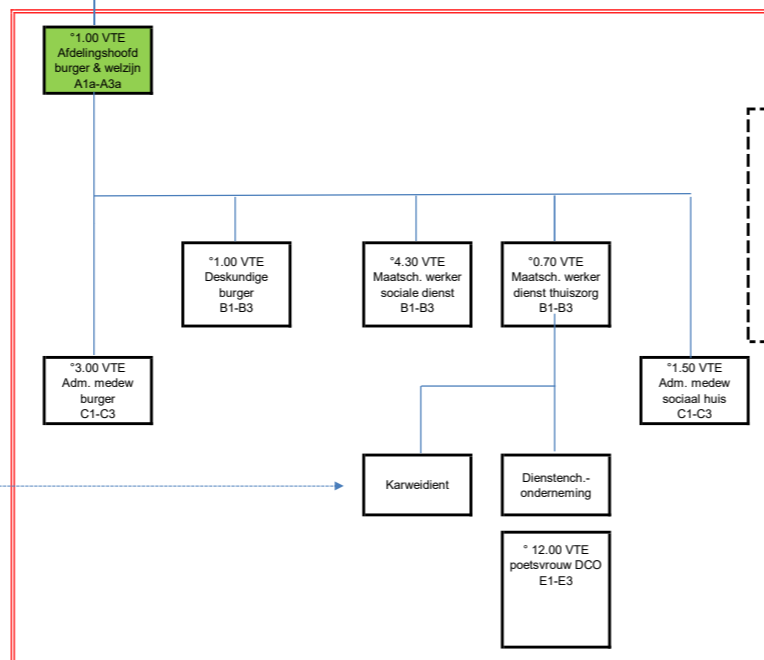 °1.00 VTE
Afdelingshoofd
burger & welzijn
A1a-A3a
°1.00 VTE
Deskundige
burger
B1-B3
°4.30 VTE
Maatsch. werker
sociale dienst
B1-B3
°0.70 VTE
Maatsch. werker
dienst thuiszorg
B1-B3
°3.00 VTE
Adm. medew
burger
C1-C3
°1.50 VTE
Adm. medew
sociaal huis
C1-C3
Karweidient
Dienstench.-
onderneming
° 12.00 VTE
poetsvrouw DCO
E1-E3